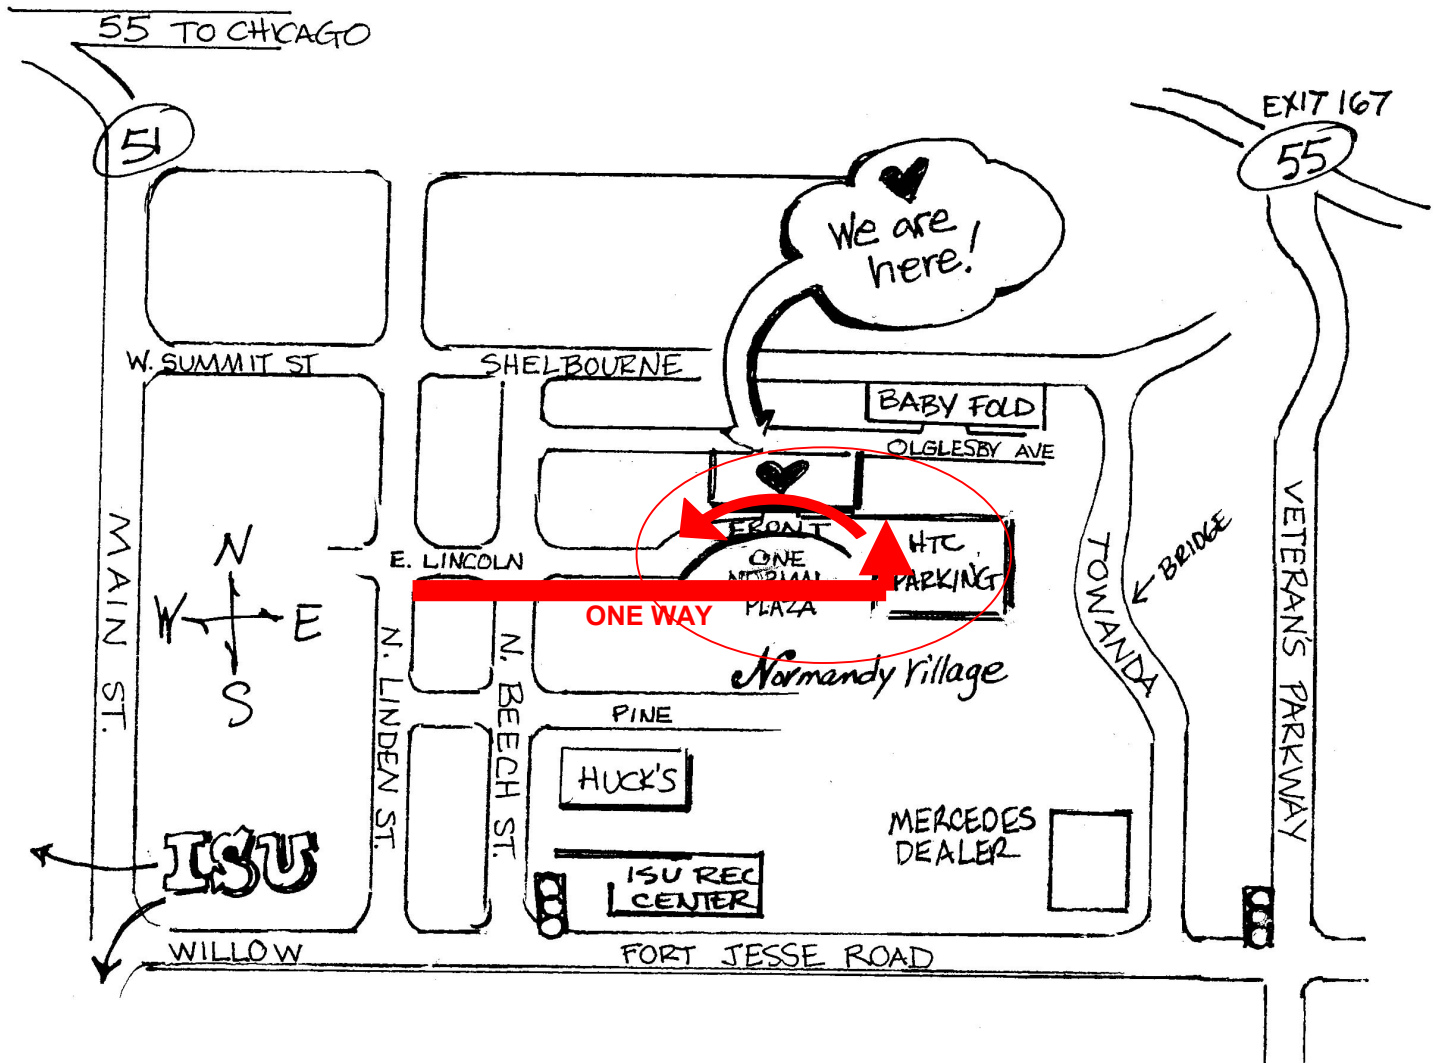 55 TO CHICAGO
51
EXIT 167
55
We are
here!
W. SUMMIT ST
SHELBOURNE
BABY FOLD
OLGLESBY AVE
MAIN ST.
N
W E
S
E. LINCOLN
FRONT
ONE
NORMAL
PLAZA
HTC
PARKING
ONE WAY
Normandy Village
TOWANDA
BRIDGE
VETERAN'S PARKWAY
N. LINDEN ST.
N. BEECH ST.
PINE
HUCK'S
MERCEDES
DEALER
ISU
ISU REC
CENTER
WILLOW
FORT JESSE ROAD